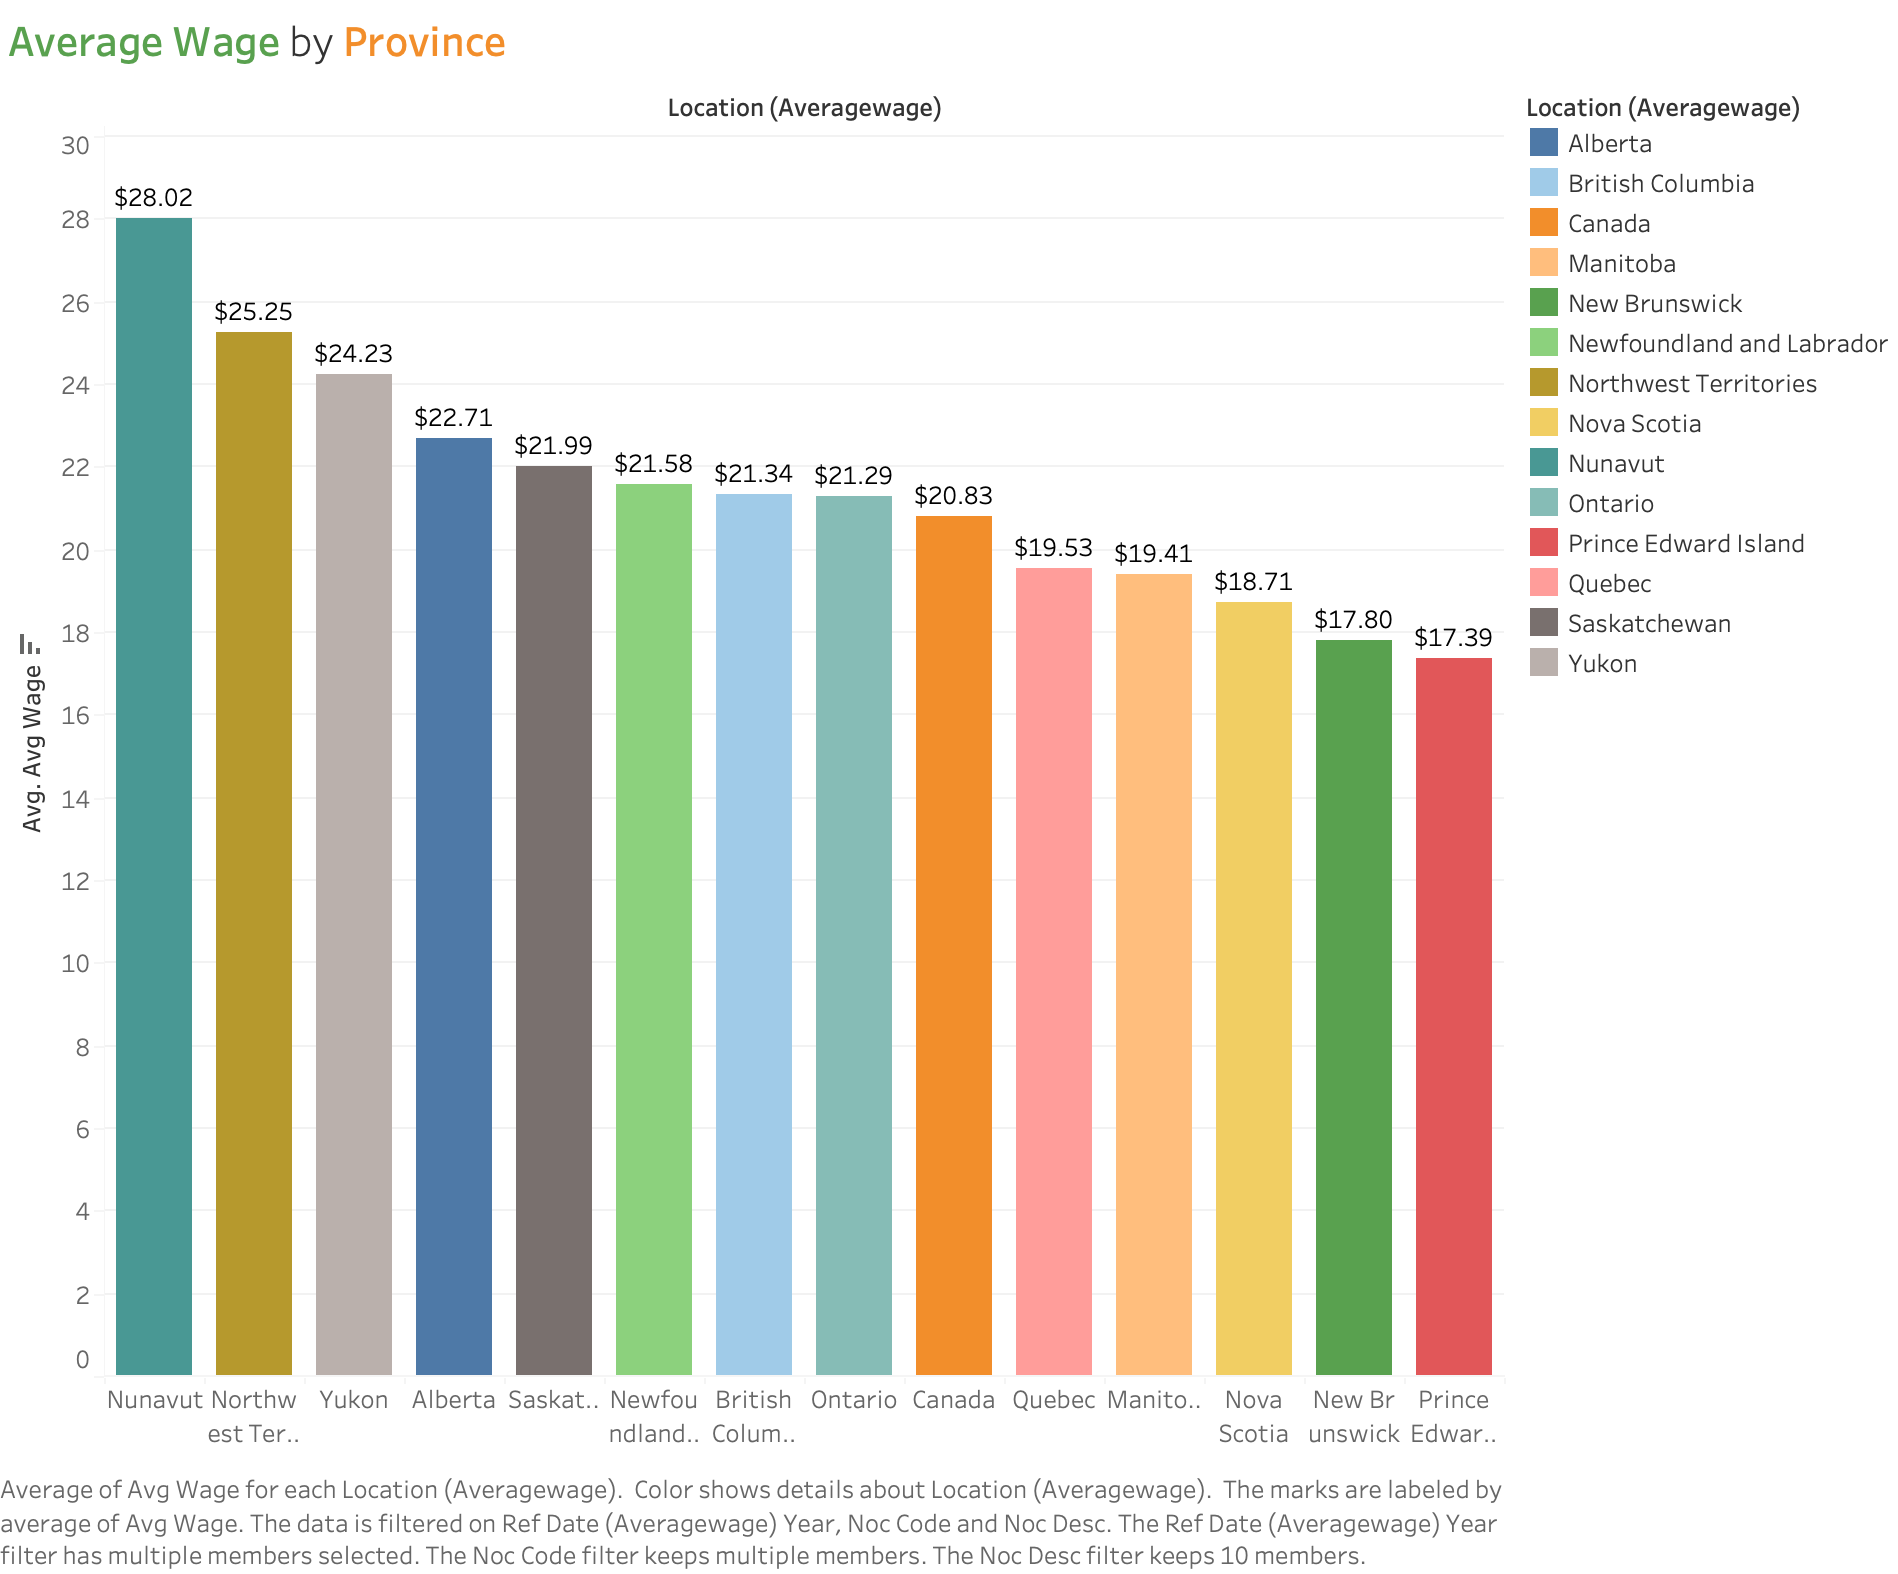 Average Wage by Province
Location (Averagewage)
30
28
26
24
22
20
18
16
14
12
10
8
6
4
2
0
Avg. Avg Wage
$28.02
$25.25
$24.23
$22.71
$21.99
$21.58
$21.34
$21.29
$20.83
$19.53
$19.41
$18.71
$17.80
$17.39
Nunavut
Northw
est Ter..
Yukon
Alberta
Saskat..
Newfou
ndland..
British
Colum..
Ontario
Canada
Quebec
Manito..
Nova
Scotia
New Br
unswick
Prince
Edwar..
Location (Averagewage)
Alberta
British Columbia
Canada
Manitoba
New Brunswick
Newfoundland and Labrador
Northwest Territories
Nova Scotia
Nunavut
Ontario
Prince Edward Island
Quebec
Saskatchewan
Yukon
Average of Avg Wage for each Location (Averagewage).  Color shows details about Location (Averagewage).  The marks are labeled by
average of Avg Wage. The data is filtered on Ref Date (Averagewage) Year, Noc Code and Noc Desc. The Ref Date (Averagewage) Year
filter has multiple members selected. The Noc Code filter keeps multiple members. The Noc Desc filter keeps 10 members.